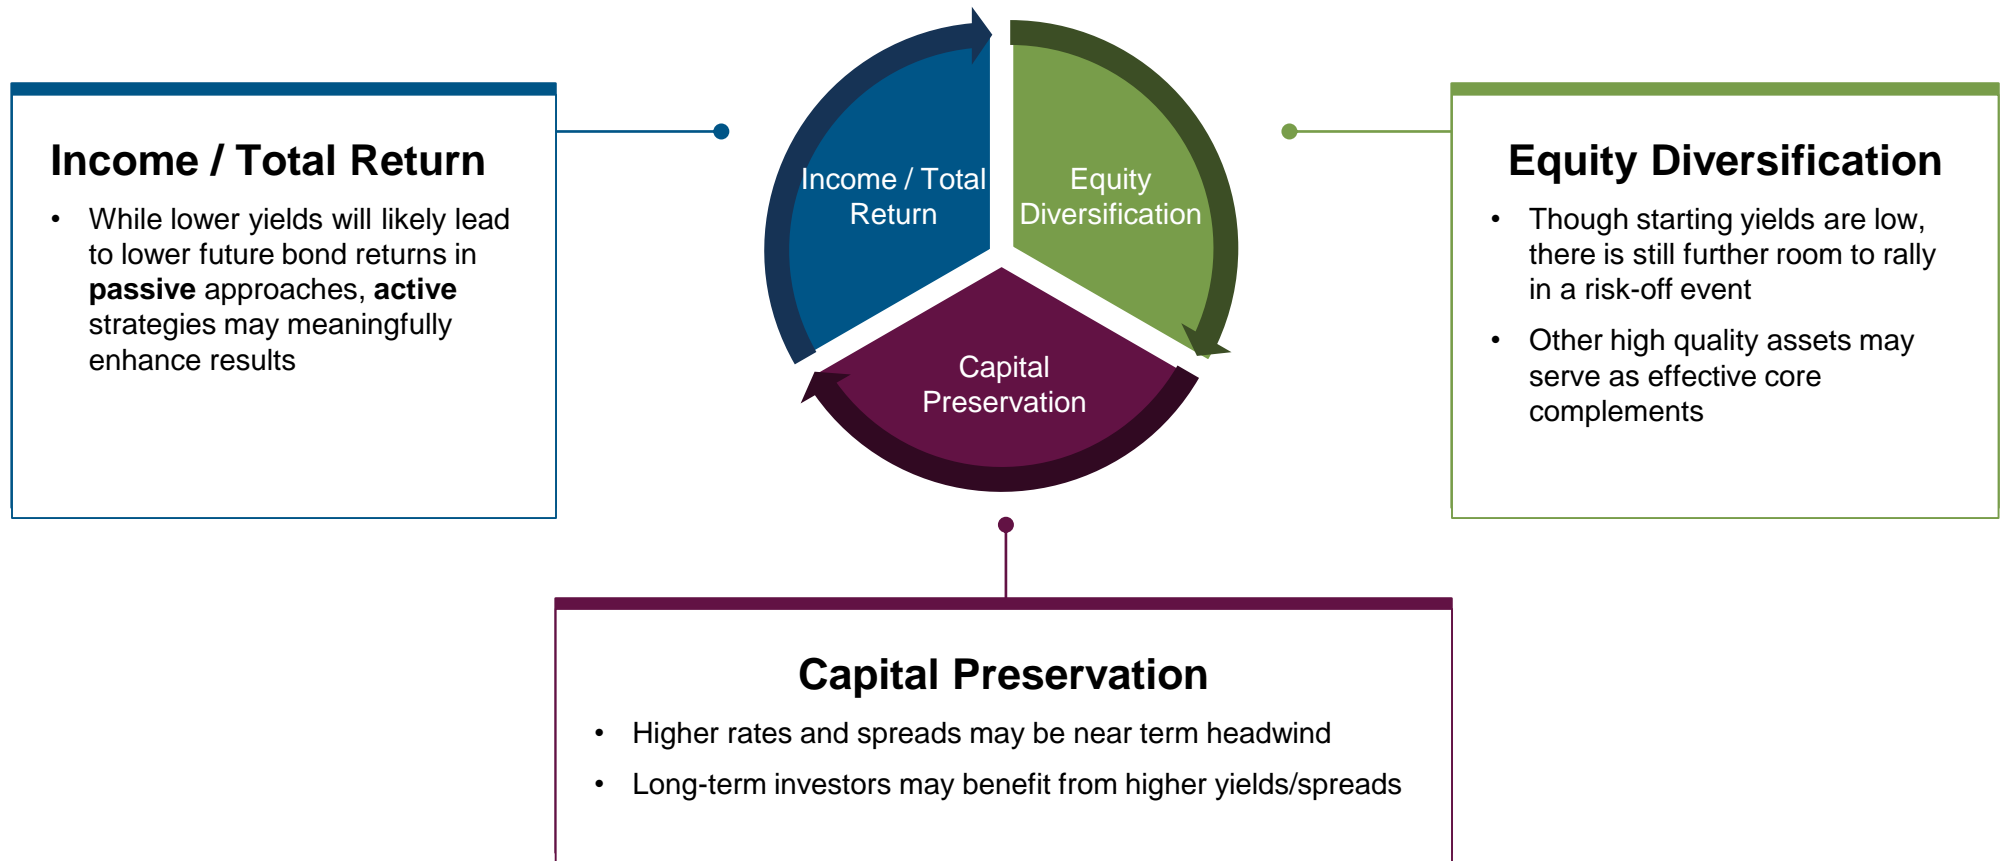 Income / Total
Return
Equity
Diversification
Capital
Preservation
Income / Total Return
• While lower yields will likely lead
to lower future bond returns in
passive approaches, active
strategies may meaningfully
enhance results
Equity Diversification
• Though starting yields are low,
there is still further room to rally
in a risk-off event
• Other high quality assets may
serve as effective core
complements
Capital Preservation
• Higher rates and spreads may be near term headwind
• Long-term investors may benefit from higher yields/spreads